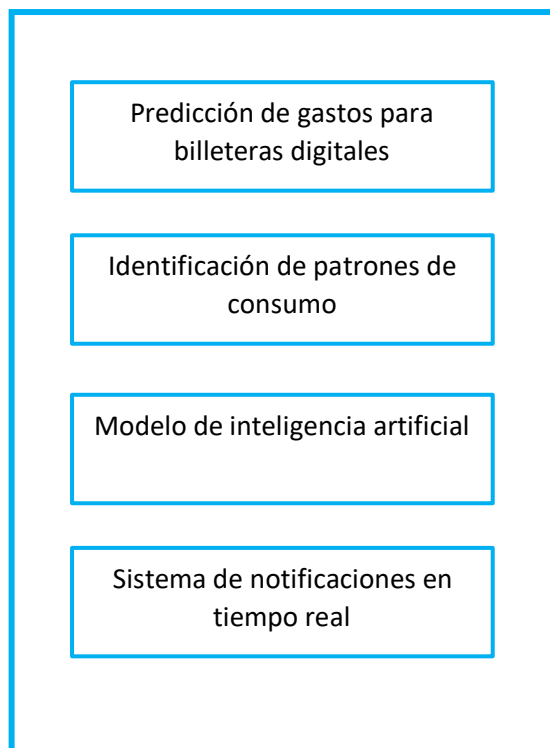 Predicción de gastos para
billeteras digitales
Identificación de patrones de
consumo
Modelo de inteligencia artificial
Sistema de notificaciones en
tiempo real